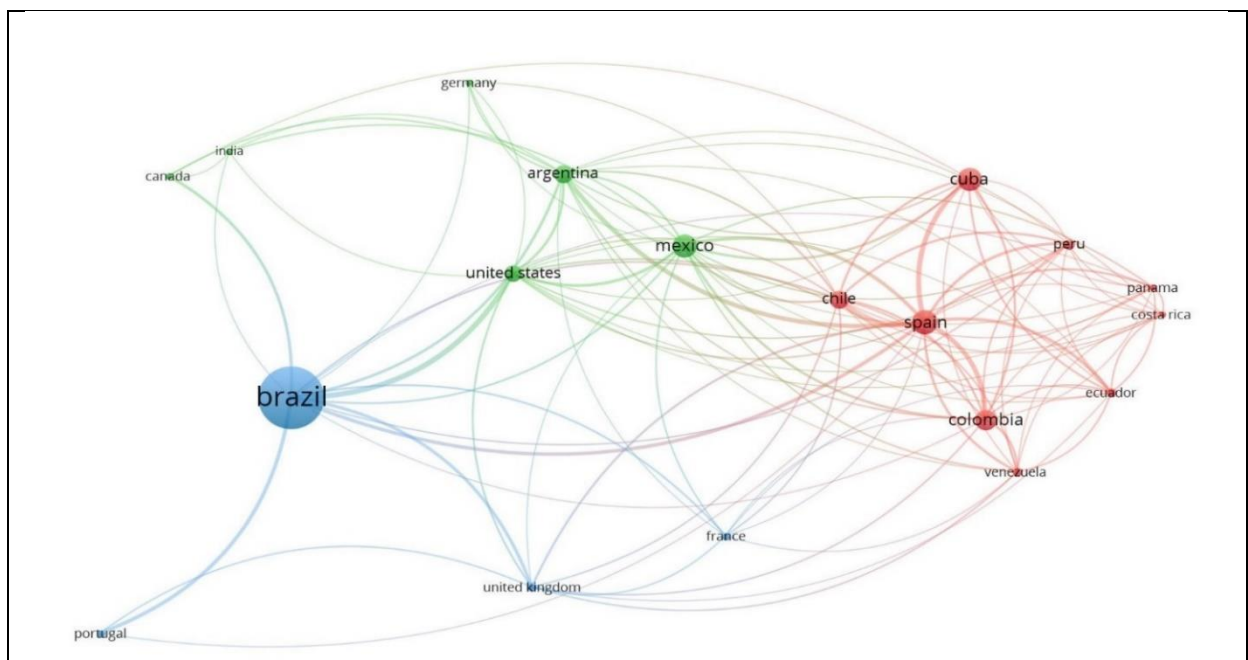 germany
india
canada
argentina
cuba
mexico
peru
united states
panama
chile
costa rica
spain
brazil
ecuador
colombia
venezuela
france
united kingdom
portugal